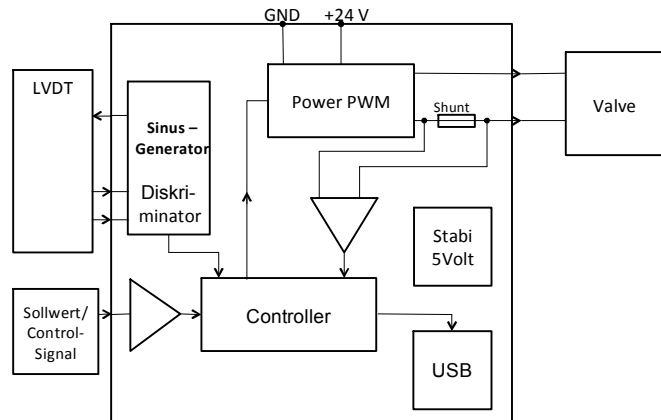 GND +24 V
LVDT
Sinus –
Generator
Diskri-
minator
Power PWM
Shunt
Valve
Stabi
5Volt
Sollwert/
Control-
Signal
Controller
USB